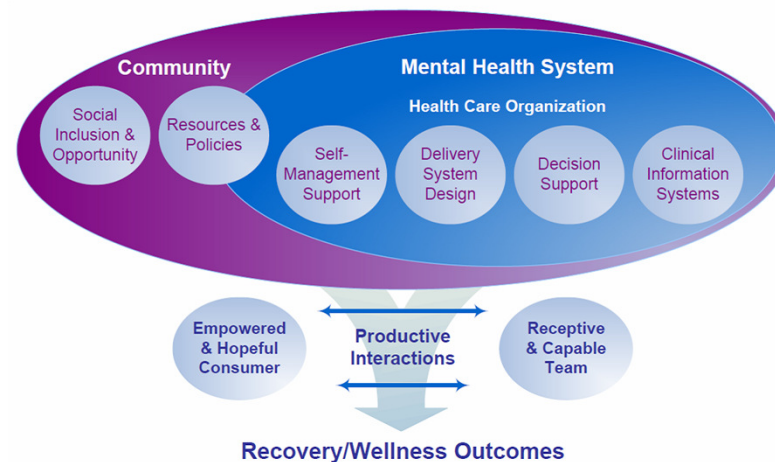 Community
Mental Health System
Health Care Organization
Social
Inclusion &
Opportunity
Resources &
Policies
Self-
Management
Support
Delivery
System
Design
Decision
Support
Clinical
Information
Systems
Empowered
& Hopeful
Consumer
Productive
Interactions
Receptive
& Capable
Team
Recovery/Wellness Outcomes